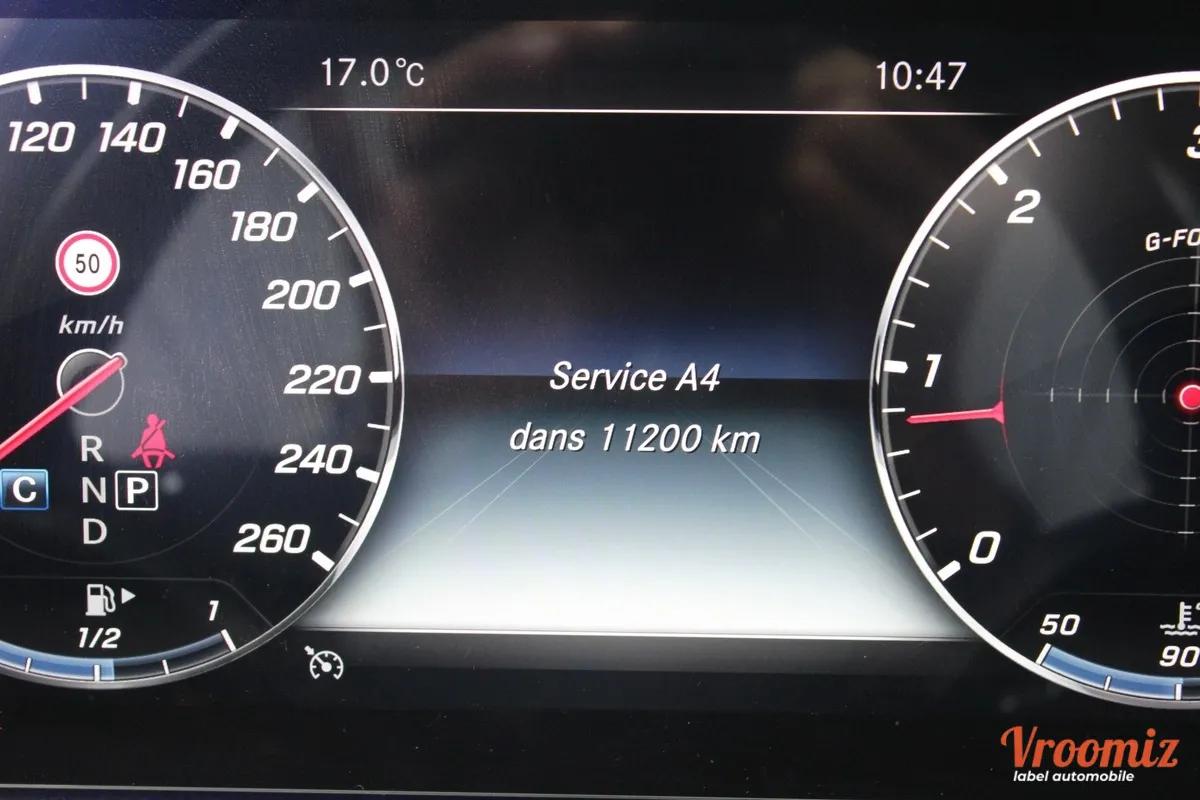 17.0°C
10:47
120
140
160
180
200
220
240
260
50
km/h
R
N
D
C
P
1/2
1
Service A4
dans 11200 km
3
2
1
0
G-FO
50
90
Vroomiz
label automobile